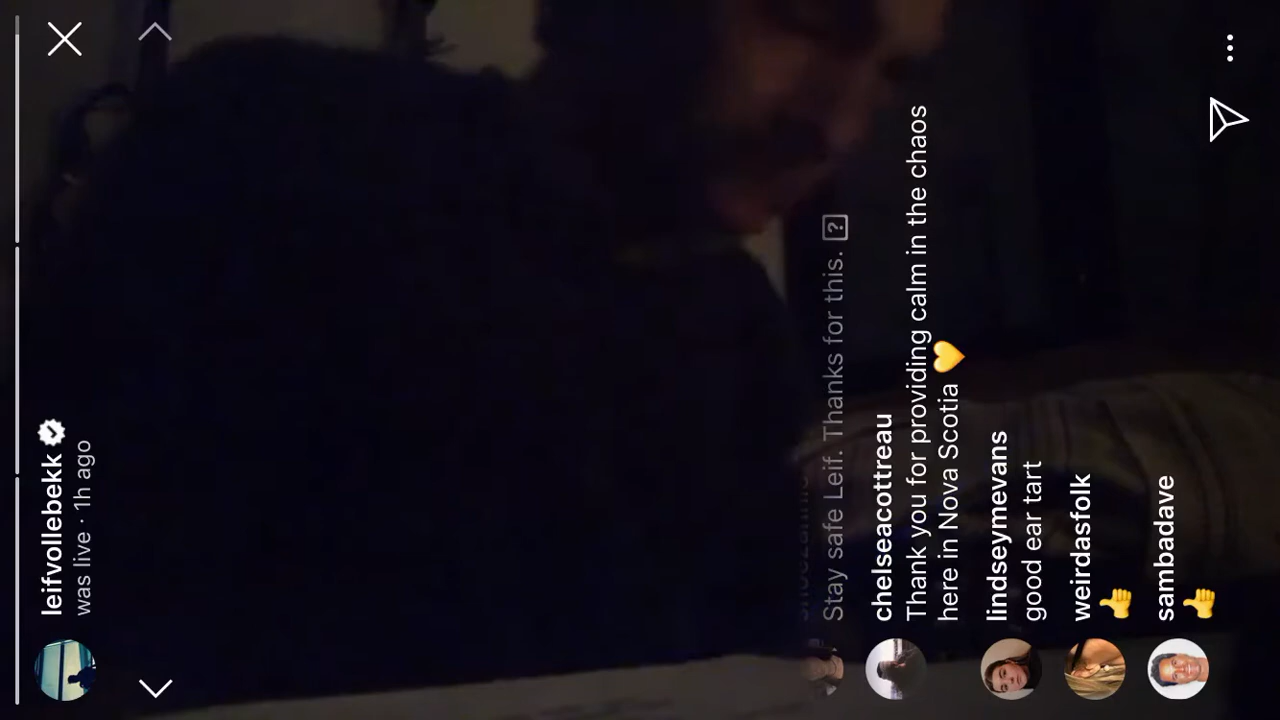 leifvollebekk
was live · 1h ago
Stay safe Leif. Thanks for this.
chelseacottreau
Thank you for providing calm in the chaos
here in Nova Scotia 💛
lindseymevans
good ear tart
weirdasfolk
👍
sambadave
👍